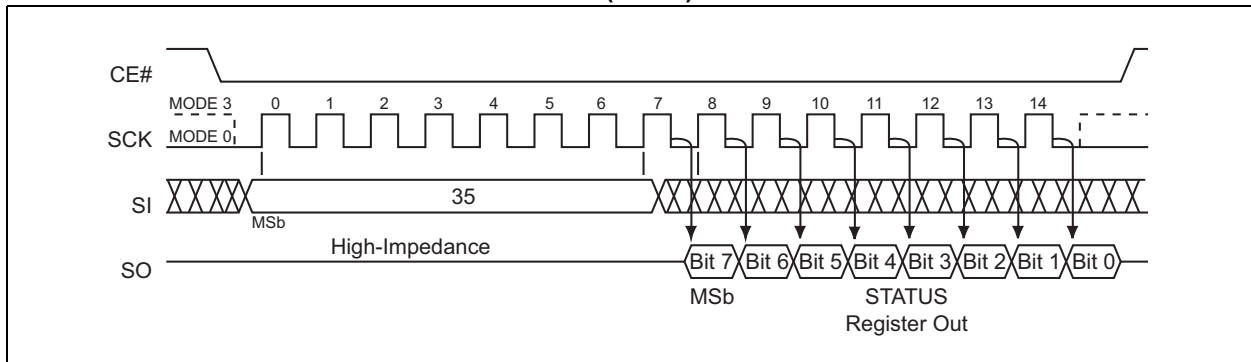 CE#
MODE 3 0 1 2 3 4 5 6 7 8 9 10 11 12 13 14
SCK MODE 0
SI 35
MSb
High-Impedance
SO Bit 7 Bit 6 Bit 5 Bit 4 Bit 3 Bit 2 Bit 1 Bit 0
MSb STATUS
Register Out